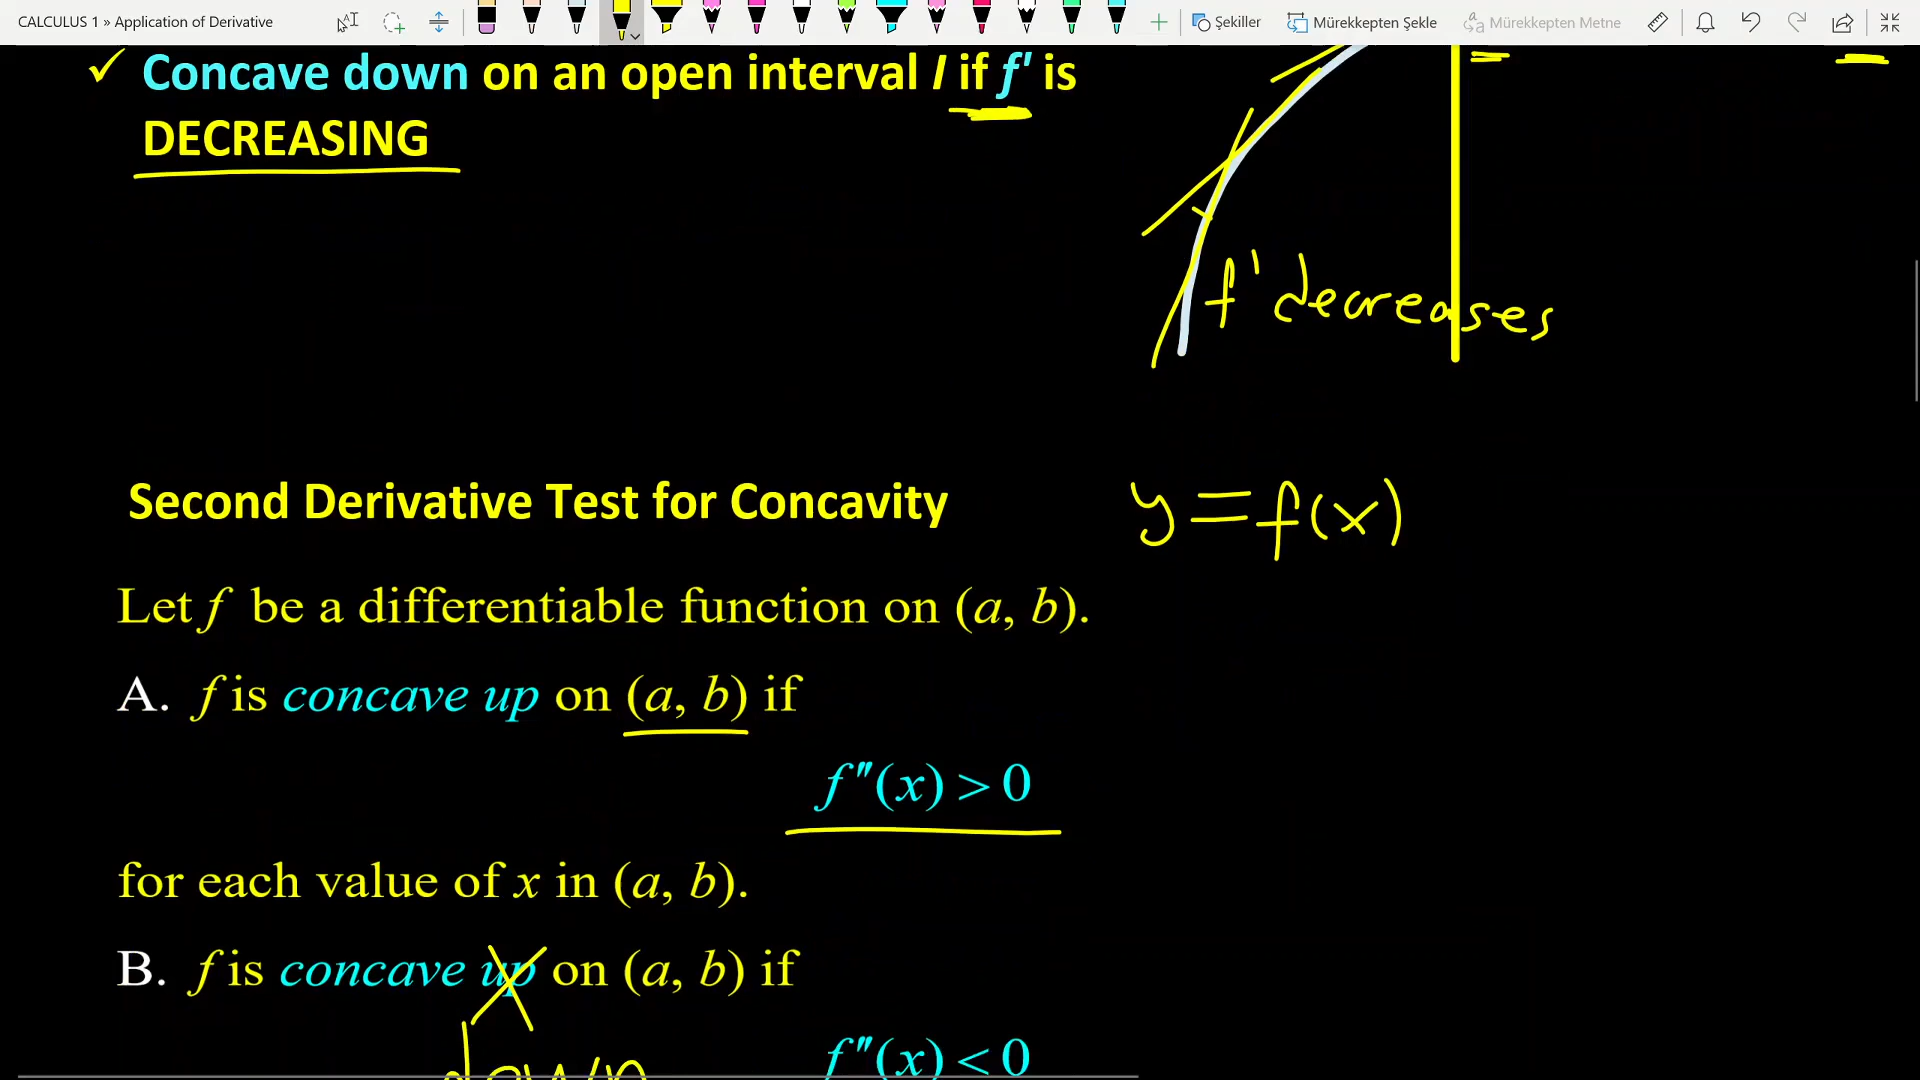 CALCULUS 1 » Application of Derivative
Şekiller
Mürekkepten Şekle
Mürekkepten Metne
✓ Concave down on an open interval I if f' is
DECREASING
f' decreases
Second Derivative Test for Concavity
y = f(x)
Let f be a differentiable function on (a, b).
A. f is concave up on (a, b) if
f''(x) > 0
for each value of x in (a, b).
B. f is concave up on (a, b) if
down
f''(x) < 0